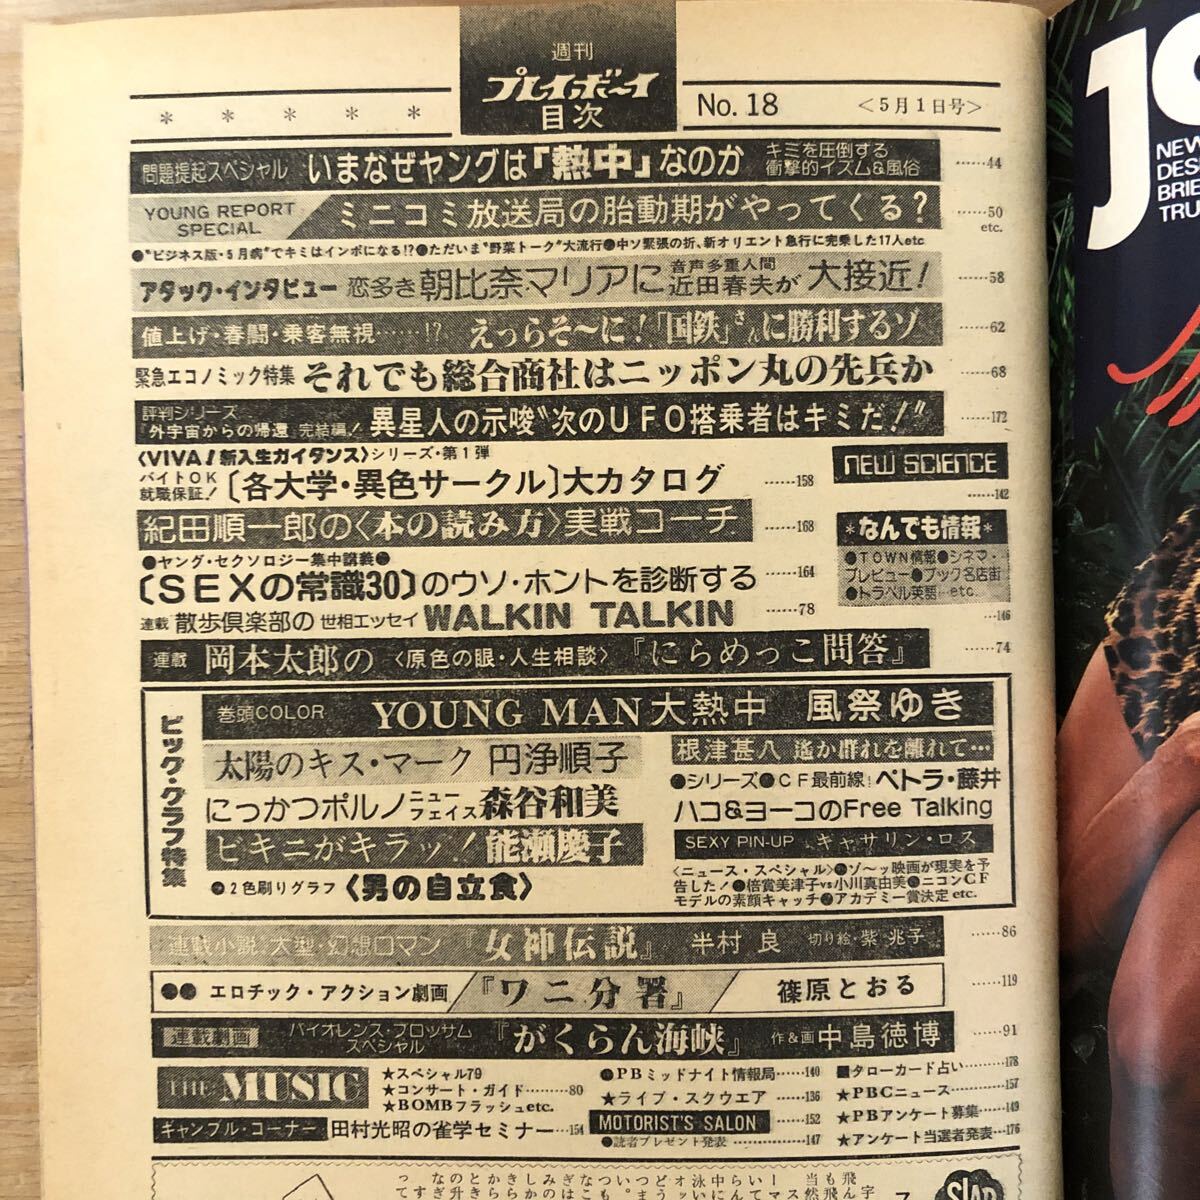 週刊
プレイボーイ
目次
No. 18
<5月1日号>
＊ ＊ ＊ ＊ ＊
問題提起スペシャル いまなぜヤングは「熱中」なのか キミを圧倒する衝撃的イズム&風俗 ……44
YOUNG REPORT SPECIAL ミニコミ放送局の胎動期がやってくる? ……50 etc.
●"ビジネス版・5月病"でキミはインポになる!?●ただいま"野菜トーク"大流行●中ソ緊張の折、新オリエント急行に完乗した17人etc
アタック・インタビュー 恋多き朝比奈マリアに音声多重人間近田春夫が大接近! ……58
値上げ・春闘・乗客無視……!? えっらそ〜に!「国鉄」さんに勝利するゾ ……62
緊急エコノミック特集 それでも総合商社はニッポン丸の先兵か ……68
評判シリーズ『外宇宙からの帰還』完結編! 異星人の示唆"次のUFO搭乗者はキミだ!" ……172
〈VIVA!新入生ガイダンス〉シリーズ・第1弾
バイトOK就職保証! 〔各大学・異色サークル〕大カタログ ……158
紀田順一郎の〈本の読み方〉実戦コーチ ……168
●ヤング・セクソロジー集中講義●
〔SEXの常識30〕のウソ・ホントを診断する ……164
連載 散歩倶楽部の世相エッセイ WALKIN TALKIN ……78
NEW SCIENCE
……142
＊なんでも情報＊
●TOWN情報●シネマ・
プレビュー●ブック名店街
●トラベル英語…etc.
…146
連載 岡本太郎の〈原色の眼・人生相談〉『にらめっこ問答』 ……74
ビッグ・グラフ特集
巻頭COLOR YOUNG MAN大熱中 風祭ゆき
太陽のキス・マーク 円浄順子
にっかつポルノニューフェイス森谷和美
ビキニがキラッ! 能瀬慶子
●2色刷りグラフ〈男の自立食〉
根津甚八 遙か群れを離れて…
●シリーズ●CF最前線! ペトラ・藤井
ハコ&ヨーコのFree Talking
SEXY PIN-UP キャサリン・ロス
〈ニュース・スペシャル〉●ゾ〜ッ映画が現実を予
告した!●倍賞美津子vs小川真由美●ニコンCF
モデルの素顔キャッチ●アカデミー賞決定etc.
連載小説:大型・幻想ロマン『女神伝説』 半村 良 切り絵・紫 兆子 ……86
●● エロチック・アクション劇画 『ワニ分署』 篠原とおる ……119
連載劇画 バイオレンス・ブロッサムスペシャル 『がくらん海峡』 作&画 中島徳博 ……91
THE MUSIC
★スペシャル79
★コンサート・ガイド………80
★BOMBフラッシュetc.
ギャンブル・コーナー 田村光昭の雀学セミナー…154
●PBミッドナイト情報局……140
★ライブ・スクウエア……136
MOTORIST'S SALON ……152
●読者プレゼント発表………147
■タローカード占い……178
★PBCニュース……157
★PBアンケート募集…149
★アンケート当選者発表…176
NEW
DES
BRIE
TRU